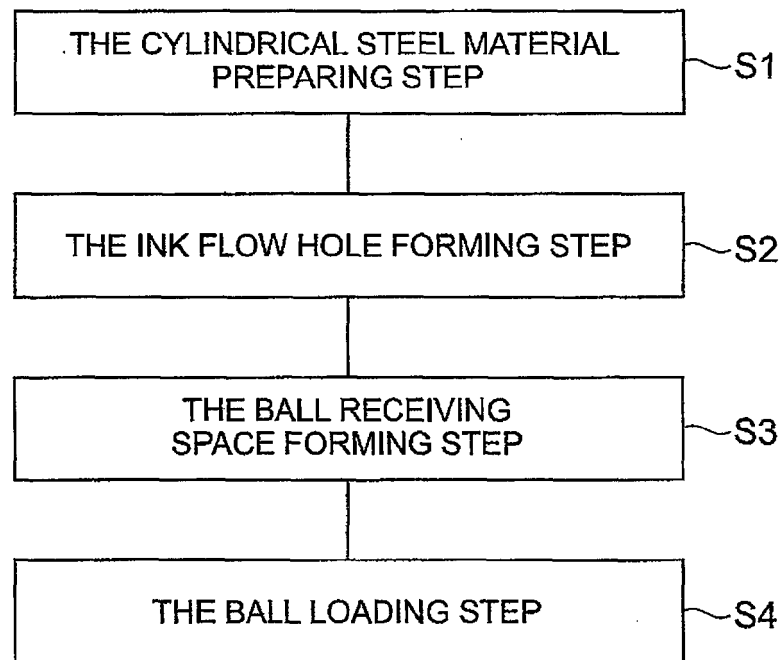 THE CYLINDRICAL STEEL MATERIAL
PREPARING STEP
S1
THE INK FLOW HOLE FORMING STEP
S2
THE BALL RECEIVING
SPACE FORMING STEP
S3
THE BALL LOADING STEP
S4